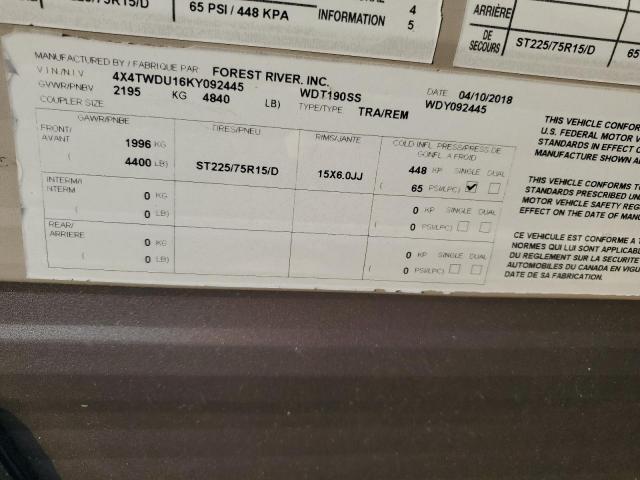 /75R15/D
65 PSI / 448 KPA
INFORMATION
4
5
ARRIÈRE
DE
SECOURS
ST225/75R15/D
65
MANUFACTURED BY / FABRIQUE PAR FOREST RIVER, INC. DATE 04/10/2018
V.I.N./N.I.V 4X4TWDU16KY092445 WDT190SS WDY092445
GVWR/PNBV 2195 KG 4840 LB) TYPE/TYPE TRA/REM
COUPLER SIZE
GAWR/PNBE TIRES/PNEU RIMS/JANTE COLD INFL. PRESS/PRESS DE GONFL. A FROID
FRONT/
AVANT 1996 KG ST225/75R15/D 15X6.0JJ 448 KP SINGLE DUAL
( 4400 LB) ( 65 PSI/LPC)
INTERM/
NTERM 0 KG 0 KP SINGLE DUAL
( 0 LB) ( 0 PSI/LPC)
REAR/
ARRIERE 0 KG 0 KP SINGLE DUAL
( 0 LB) ( 0 PSI/LPC)
THIS VEHICLE CONFORM
U.S. FEDERAL MOTOR V
STANDARDS IN EFFECT O
MANUFACTURE SHOWN A
THIS VEHICLE CONFORMS T
STANDARDS PRESCRIBED UN
MOTOR VEHICLE SAFETY REG
EFFECT ON THE DATE OF MAN
CE VEHICULE EST CONFORME A T
NORMES QUI LUI SONT APPLICABL
DU REGLEMENT SUR LA SECURITE
AUTOMOBILES DU CANADA EN VIGU
DATE DE SA FABRICATION.